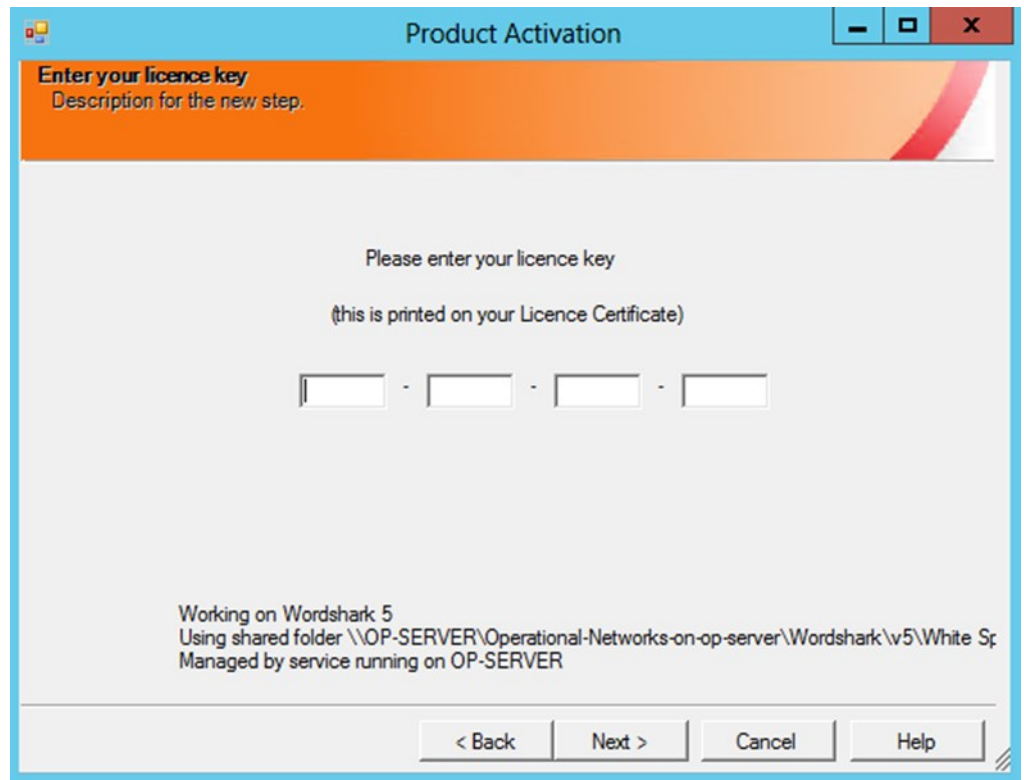 Product Activation
Enter your licence key
Description for the new step.
Please enter your licence key
(this is printed on your Licence Certificate)
- - -
Working on Wordshark 5
Using shared folder \\OP-SERVER\Operational-Networks-on-op-server\Wordshark\v5\White Sp
Managed by service running on OP-SERVER
< Back Next > Cancel Help